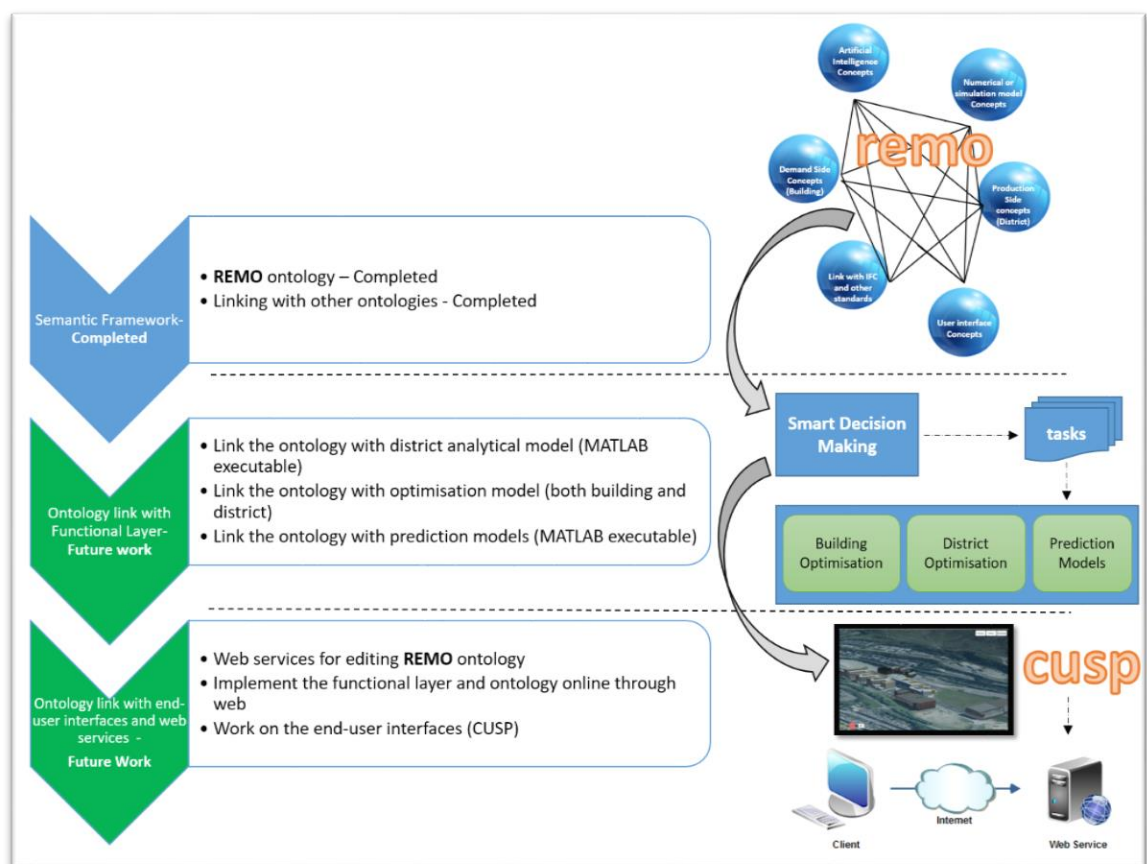 Artificial
Intelligence
Concepts
Numerical or
simulation model
Concepts
remo
Demand Side
Concepts
(Building)
Production
Side
concepts
(District)
Link with IFC
and other
standards
User interface
Concepts
Semantic Framework-
Completed
• REMO ontology – Completed
• Linking with other ontologies - Completed
Ontology link with
Functional Layer-
Future work
• Link the ontology with district analytical model (MATLAB
executable)
• Link the ontology with optimisation model (both building and
district)
• Link the ontology with prediction models (MATLAB executable)
Smart Decision
Making
tasks
Building
Optimisation
District
Optimisation
Prediction
Models
Ontology link with end-
user interfaces and web
services -
Future Work
• Web services for editing REMO ontology
• Implement the functional layer and ontology online through
web
• Work on the end-user interfaces (CUSP)
cusp
Client
Internet
Web Service